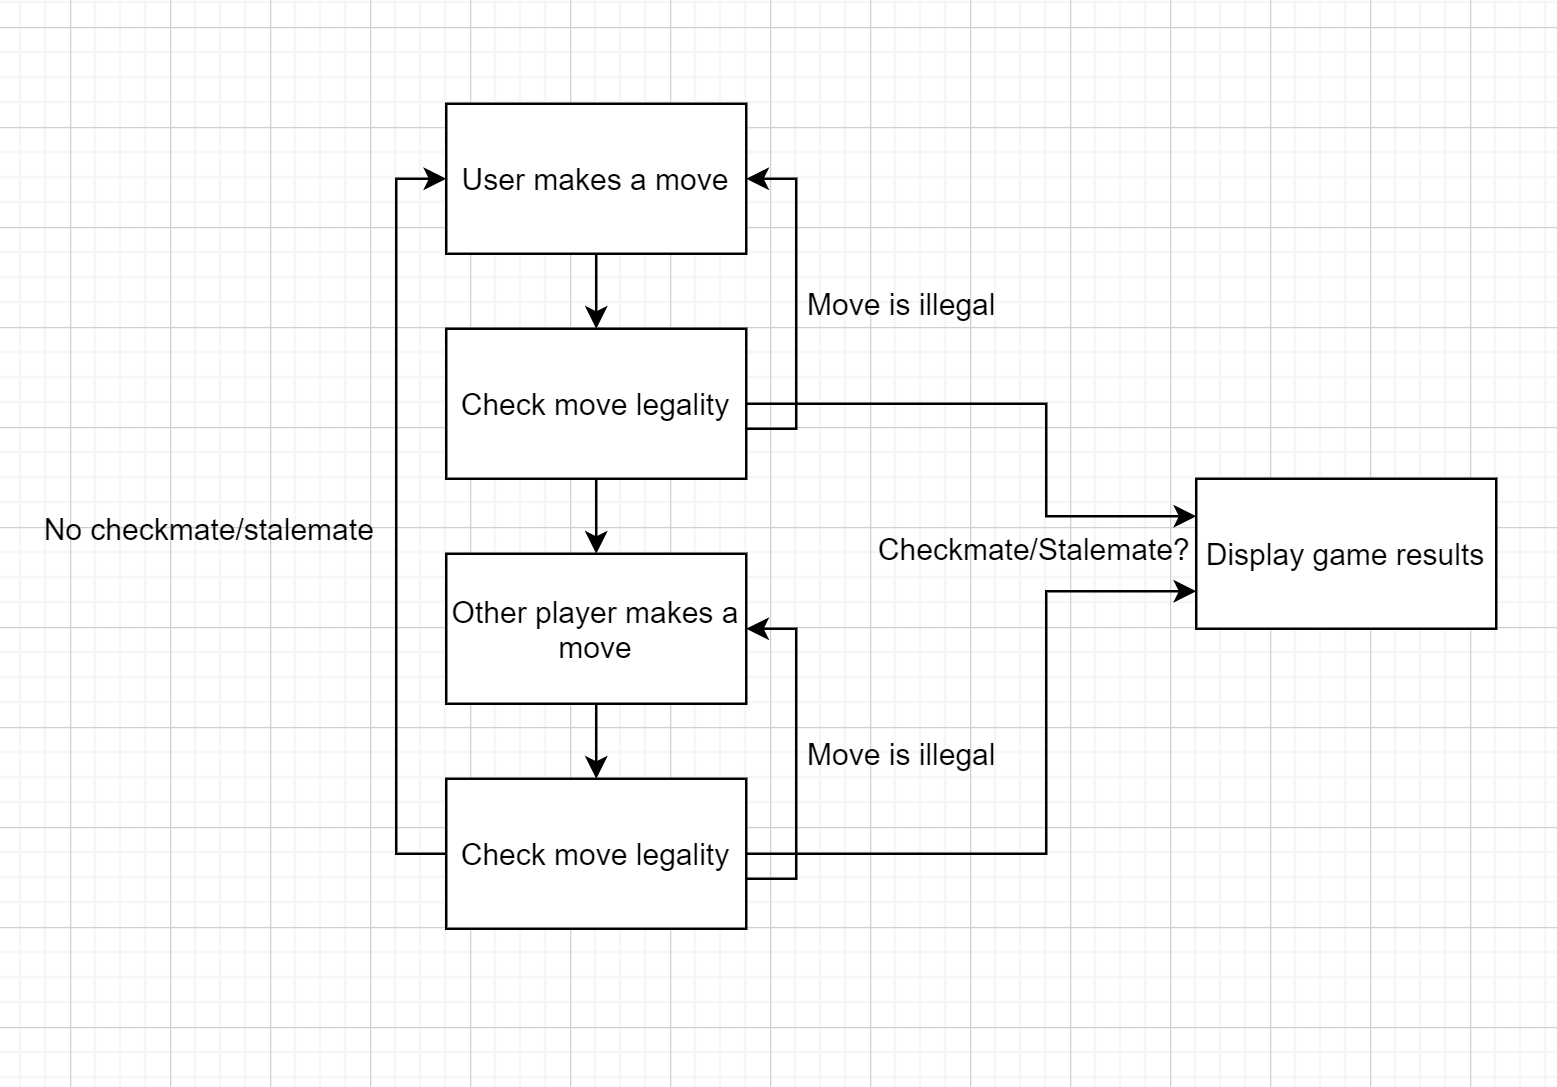 User makes a move
Move is illegal
Check move legality
No checkmate/stalemate
Checkmate/Stalemate?
Display game results
Other player makes a
move
Move is illegal
Check move legality